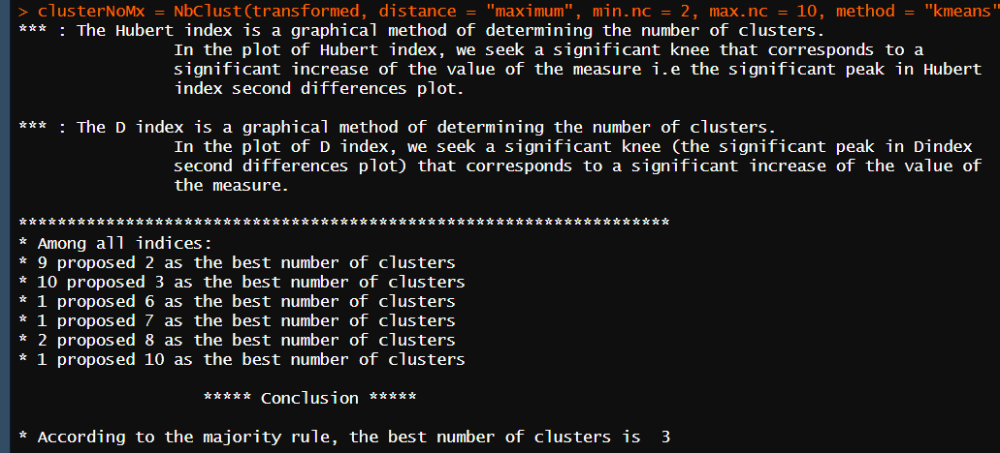 > clusterNoMx = NbClust(transformed, distance = "maximum", min.nc = 2, max.nc = 10, method = "kmeans"
*** : The Hubert index is a graphical method of determining the number of clusters.
In the plot of Hubert index, we seek a significant knee that corresponds to a
significant increase of the value of the measure i.e the significant peak in Hubert
index second differences plot.
*** : The D index is a graphical method of determining the number of clusters.
In the plot of D index, we seek a significant knee (the significant peak in Dindex
second differences plot) that corresponds to a significant increase of the value of
the measure.
*******************************************************************
* Among all indices:
* 9 proposed 2 as the best number of clusters
* 10 proposed 3 as the best number of clusters
* 1 proposed 6 as the best number of clusters
* 1 proposed 7 as the best number of clusters
* 2 proposed 8 as the best number of clusters
* 1 proposed 10 as the best number of clusters
***** Conclusion *****
* According to the majority rule, the best number of clusters is 3